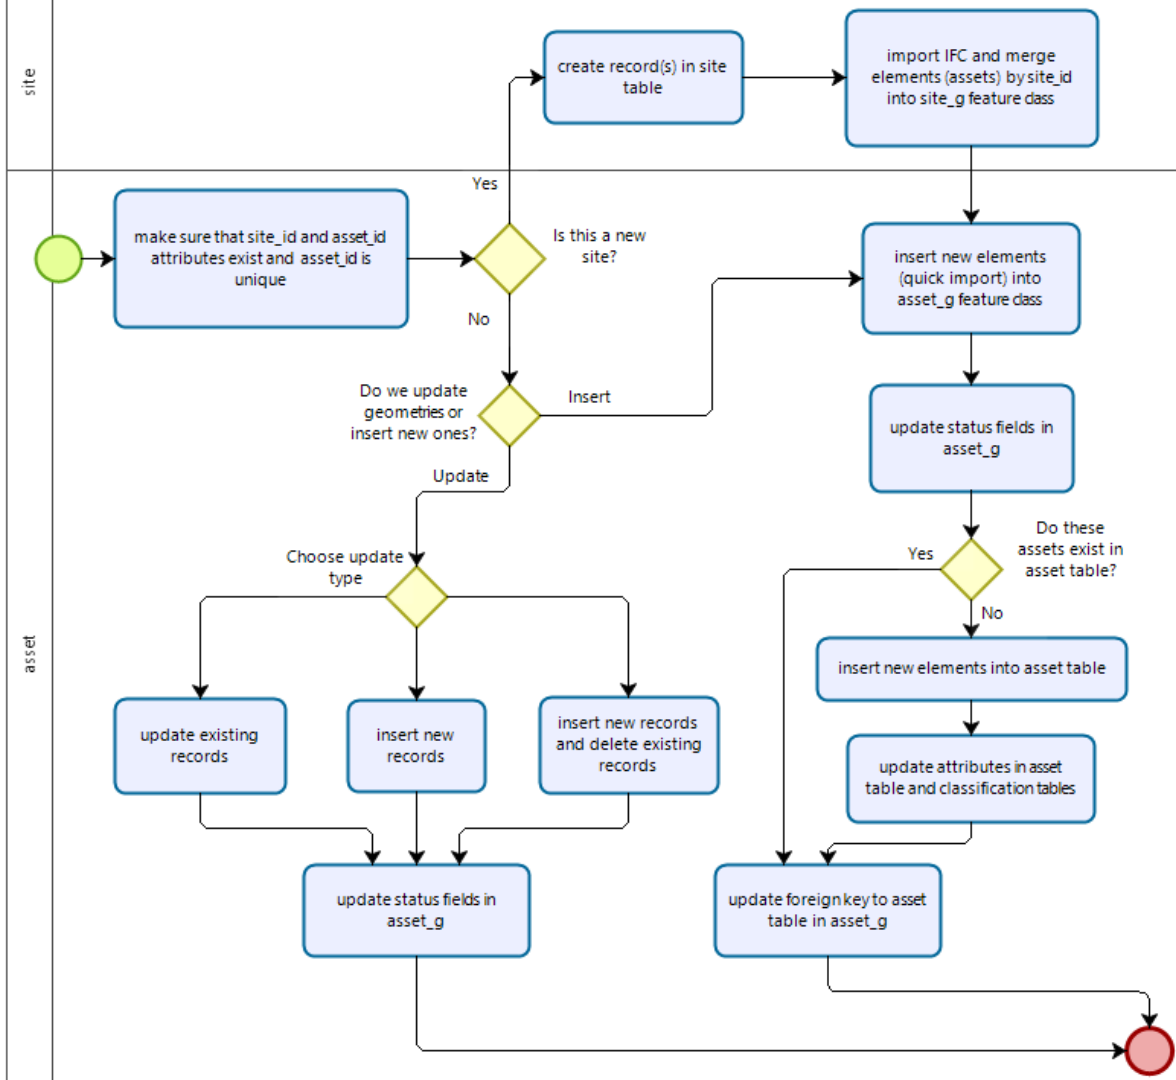 site
create record(s) in site
table
import IFC and merge
elements (assets) by site_id
into site_g feature class
Yes
make sure that site_id and asset_id
attributes exist and asset_id is
unique
Is this a new
site?
insert new elements
(quick import) into
asset_g feature class
No
Do we update
geometries or
insert new ones?
Insert
update status fields in
asset_g
Update
Do these
assets exist in
asset table?
Yes
Choose update
type
No
asset
insert new elements into asset table
update existing
records
insert new
records
insert new records
and delete existing
records
update attributes in asset
table and classification tables
update status fields in
asset_g
update foreign key to asset
table in asset_g